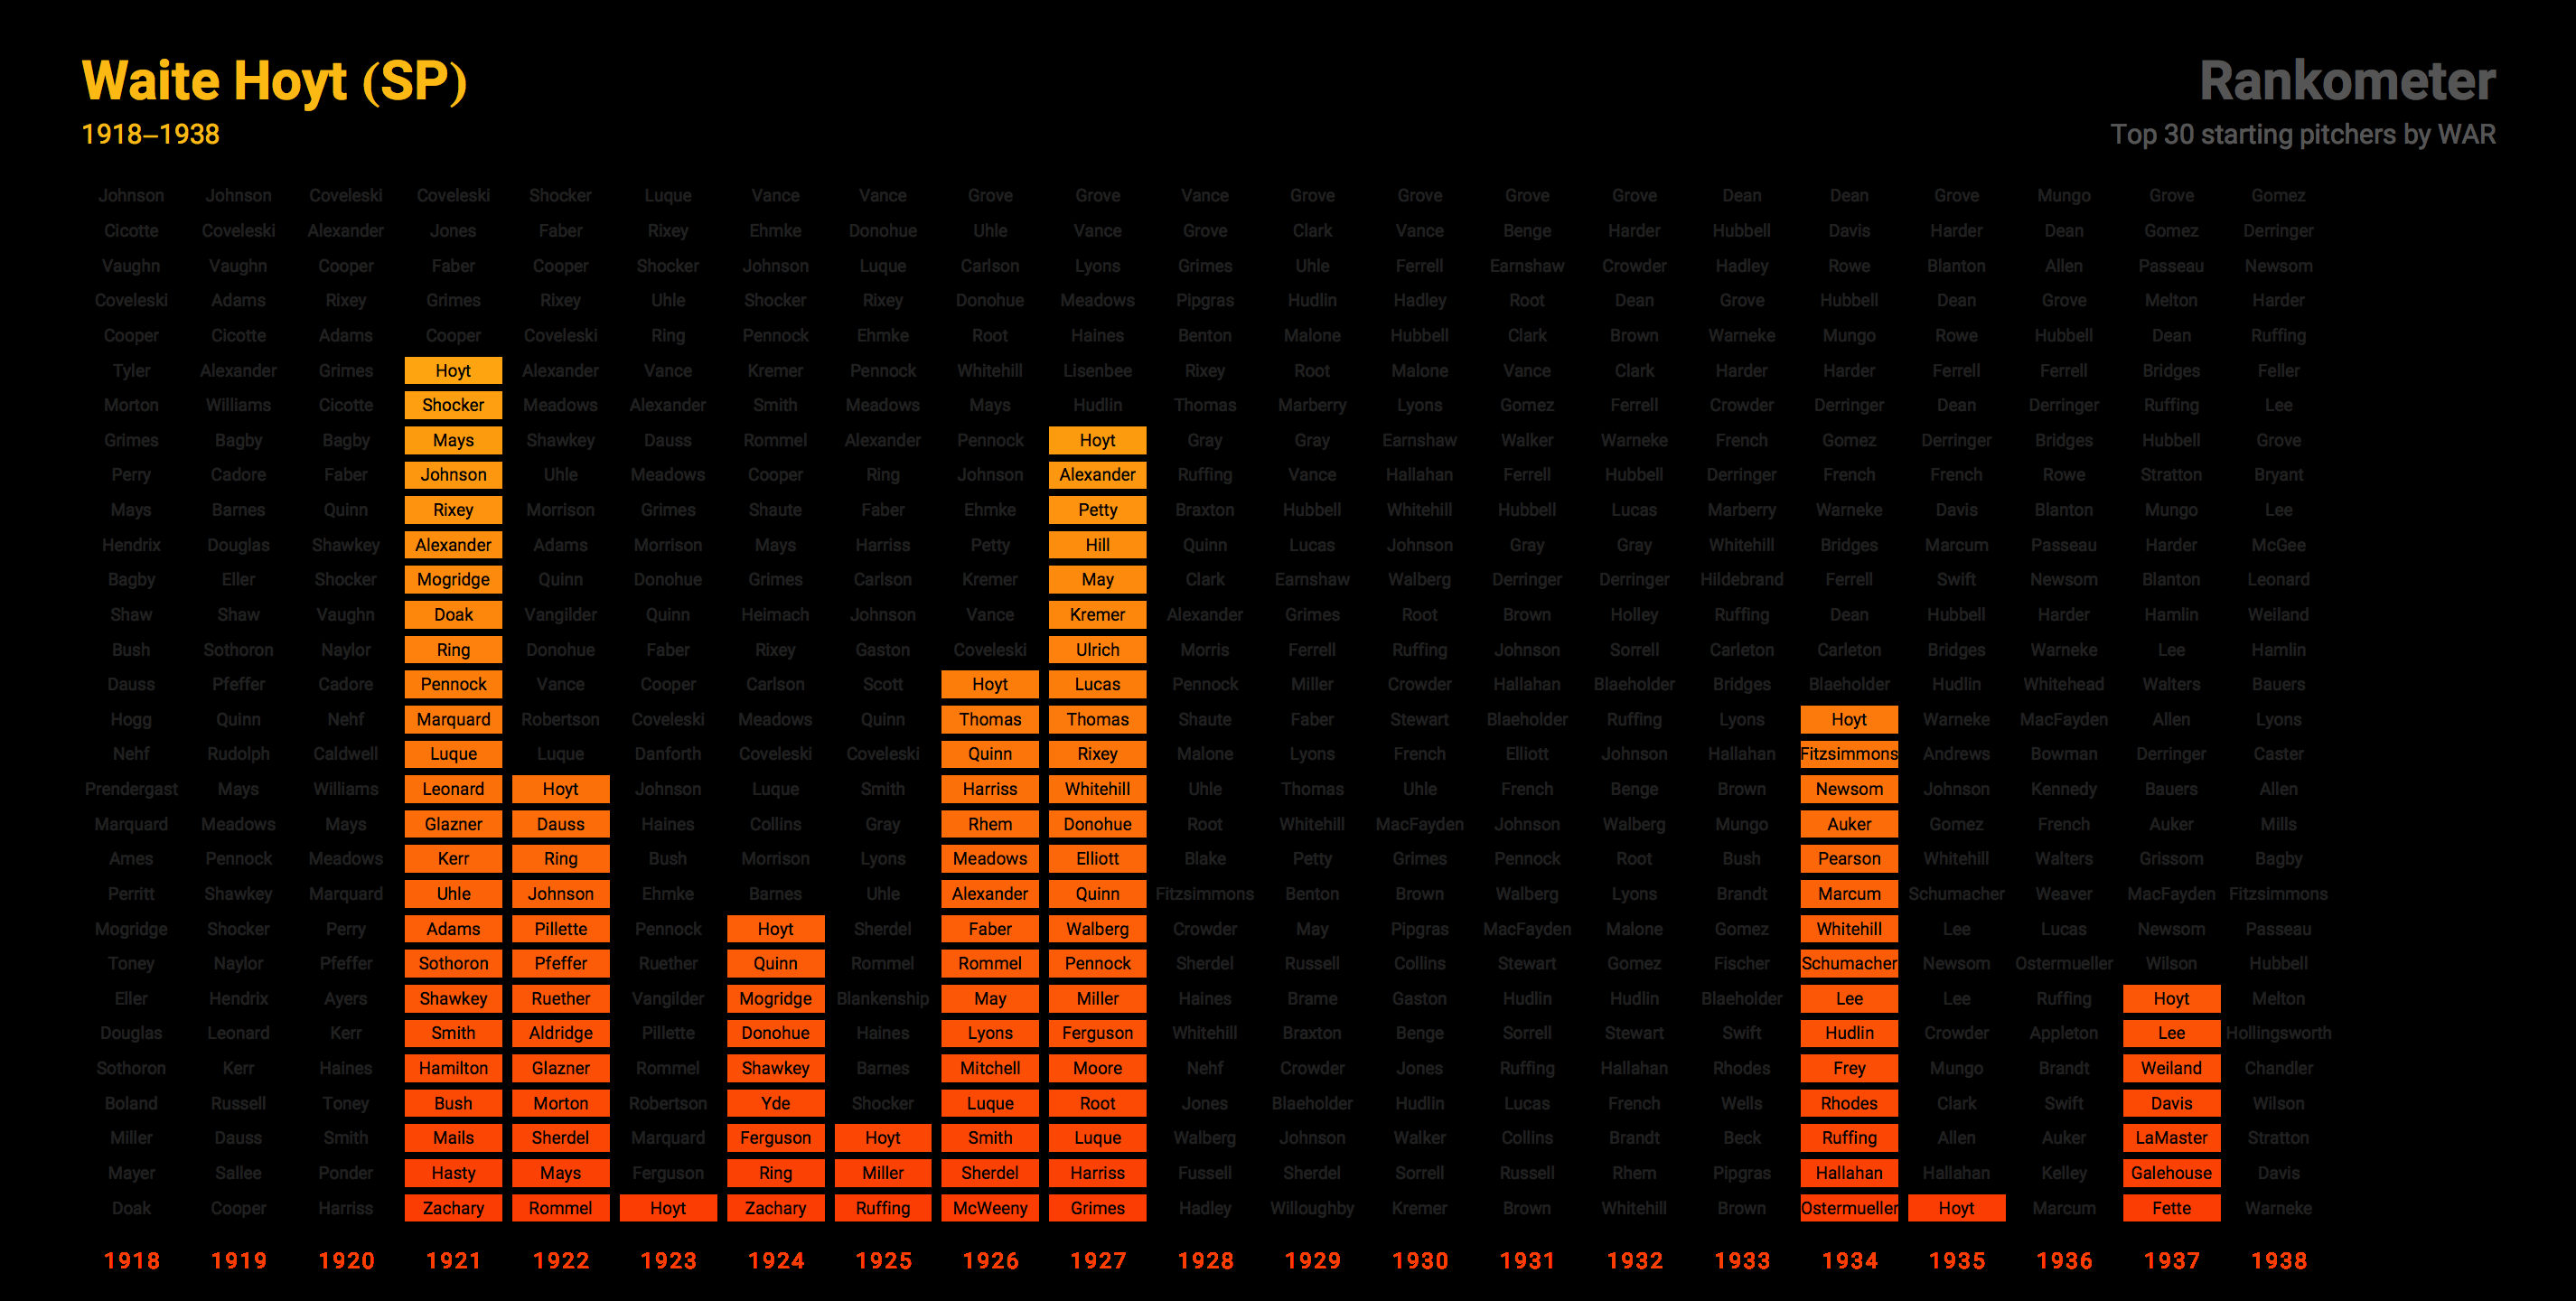 Waite Hoyt (SP) Rankometer
1918–1938 Top 30 starting pitchers by WAR
Johnson Johnson Coveleski Coveleski Shocker Luque Vance Vance Grove Grove Vance Grove Grove Grove Grove Dean Dean Grove Mungo Grove Gomez
Cicotte Coveleski Alexander Jones Faber Rixey Ehmke Donohue Uhle Vance Grove Clark Vance Benge Harder Hubbell Davis Harder Dean Gomez Derringer
Vaughn Vaughn Cooper Faber Cooper Shocker Johnson Luque Carlson Lyons Grimes Uhle Ferrell Earnshaw Crowder Hadley Rowe Blanton Allen Passeau Newsom
Coveleski Adams Rixey Grimes Rixey Uhle Shocker Rixey Donohue Meadows Pipgras Hudlin Hadley Root Dean Grove Hubbell Dean Grove Melton Harder
Cooper Cicotte Adams Cooper Coveleski Ring Pennock Ehmke Root Haines Benton Malone Hubbell Clark Brown Warneke Mungo Rowe Hubbell Dean Ruffing
Tyler Alexander Grimes Hoyt Alexander Vance Kremer Pennock Whitehill Lisenbee Rixey Root Malone Vance Clark Harder Harder Ferrell Ferrell Bridges Feller
Morton Williams Cicotte Shocker Meadows Alexander Smith Meadows Mays Hudlin Thomas Marberry Lyons Gomez Ferrell Crowder Derringer Dean Derringer Ruffing Lee
Grimes Bagby Bagby Mays Shawkey Dauss Rommel Alexander Pennock Hoyt Gray Gray Earnshaw Walker Warneke French Gomez Derringer Bridges Hubbell Grove
Perry Cadore Faber Johnson Uhle Meadows Cooper Ring Johnson Alexander Ruffing Vance Hallahan Ferrell Hubbell Derringer French French Rowe Stratton Bryant
Mays Barnes Quinn Rixey Morrison Grimes Shaute Faber Ehmke Petty Braxton Hubbell Whitehill Hubbell Lucas Marberry Warneke Davis Blanton Mungo Lee
Hendrix Douglas Shawkey Alexander Adams Morrison Mays Harriss Petty Hill Quinn Lucas Johnson Gray Gray Whitehill Bridges Marcum Passeau Harder McGee
Bagby Eller Shocker Mogridge Quinn Donohue Grimes Carlson Kremer May Clark Earnshaw Walberg Derringer Derringer Hildebrand Ferrell Swift Newsom Blanton Leonard
Shaw Shaw Vaughn Doak Vangilder Quinn Heimach Johnson Vance Kremer Alexander Grimes Root Brown Holley Ruffing Dean Hubbell Harder Hamlin Weiland
Bush Sothoron Naylor Ring Donohue Faber Rixey Gaston Coveleski Ulrich Morris Ferrell Ruffing Johnson Sorrell Carleton Carleton Bridges Warneke Lee Hamlin
Dauss Pfeffer Cadore Pennock Vance Cooper Carlson Scott Hoyt Lucas Pennock Miller Crowder Hallahan Blaeholder Bridges Blaeholder Hudlin Whitehead Walters Bauers
Hogg Quinn Nehf Marquard Robertson Coveleski Meadows Quinn Thomas Thomas Shaute Faber Stewart Blaeholder Ruffing Lyons Hoyt Warneke MacFayden Allen Lyons
Nehf Rudolph Caldwell Luque Luque Danforth Coveleski Coveleski Quinn Rixey Malone Lyons French Elliott Johnson Hallahan Fitzsimmons Andrews Bowman Derringer Caster
Prendergast Mays Williams Leonard Hoyt Johnson Luque Smith Harriss Whitehill Uhle Thomas Uhle French Benge Brown Newsom Johnson Kennedy Bauers Allen
Marquard Meadows Mays Glazner Dauss Haines Collins Gray Rhem Donohue Root Whitehill MacFayden Johnson Walberg Mungo Auker Gomez French Auker Mills
Ames Pennock Meadows Kerr Ring Bush Morrison Lyons Meadows Elliott Blake Petty Grimes Pennock Root Bush Pearson Whitehill Walters Grissom Bagby
Perritt Shawkey Marquard Uhle Johnson Ehmke Barnes Uhle Alexander Quinn Fitzsimmons Benton Brown Walberg Lyons Brandt Marcum Schumacher Weaver MacFayden Fitzsimmons
Mogridge Shocker Perry Adams Pillette Pennock Hoyt Sherdel Faber Walberg Crowder May Pipgras MacFayden Malone Gomez Whitehill Lee Lucas Newsom Passeau
Toney Naylor Pfeffer Sothoron Pfeffer Ruether Quinn Rommel Rommel Pennock Sherdel Russell Collins Stewart Gomez Fischer Schumacher Newsom Ostermueller Wilson Hubbell
Eller Hendrix Ayers Shawkey Ruether Vangilder Mogridge Blankenship May Miller Haines Brame Gaston Hudlin Hudlin Blaeholder Lee Lee Ruffing Hoyt Melton
Douglas Leonard Kerr Smith Aldridge Pillette Donohue Haines Lyons Ferguson Whitehill Braxton Benge Sorrell Stewart Swift Hudlin Crowder Appleton Lee Hollingsworth
Sothoron Kerr Haines Hamilton Glazner Rommel Shawkey Barnes Mitchell Moore Nehf Crowder Jones Ruffing Hallahan Rhodes Frey Mungo Brandt Weiland Chandler
Boland Russell Toney Bush Morton Robertson Yde Shocker Luque Root Jones Blaeholder Hudlin Lucas French Wells Rhodes Clark Swift Davis Wilson
Miller Dauss Smith Mails Sherdel Marquard Ferguson Hoyt Smith Luque Walberg Johnson Walker Collins Brandt Beck Ruffing Allen Auker LaMaster Stratton
Mayer Sallee Ponder Hasty Mays Ferguson Ring Miller Sherdel Harriss Fussell Sherdel Sorrell Russell Rhem Pipgras Hallahan Hallahan Kelley Galehouse Davis
Doak Cooper Harriss Zachary Rommel Hoyt Zachary Ruffing McWeeny Grimes Hadley Willoughby Kremer Brown Whitehill Brown Ostermueller Hoyt Marcum Fette Warneke
1918 1919 1920 1921 1922 1923 1924 1925 1926 1927 1928 1929 1930 1931 1932 1933 1934 1935 1936 1937 1938